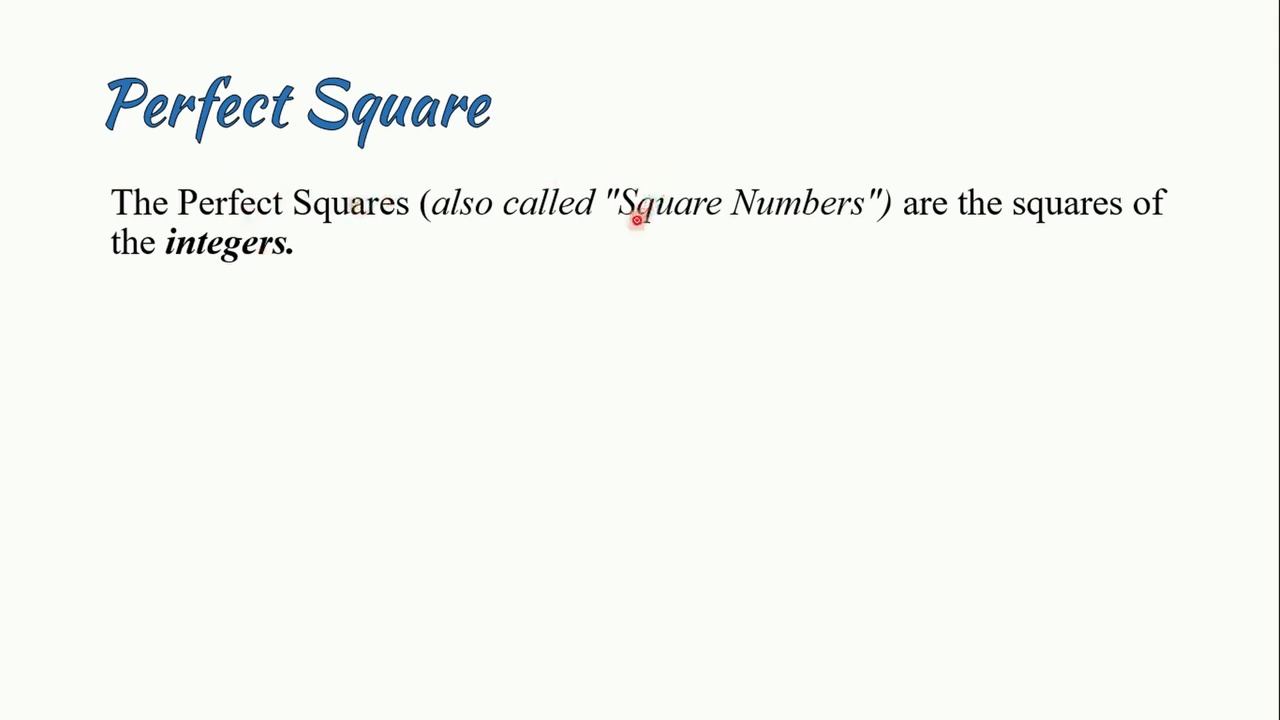 Perfect Square
The Perfect Squares (also called "Square Numbers") are the squares of
the integers.